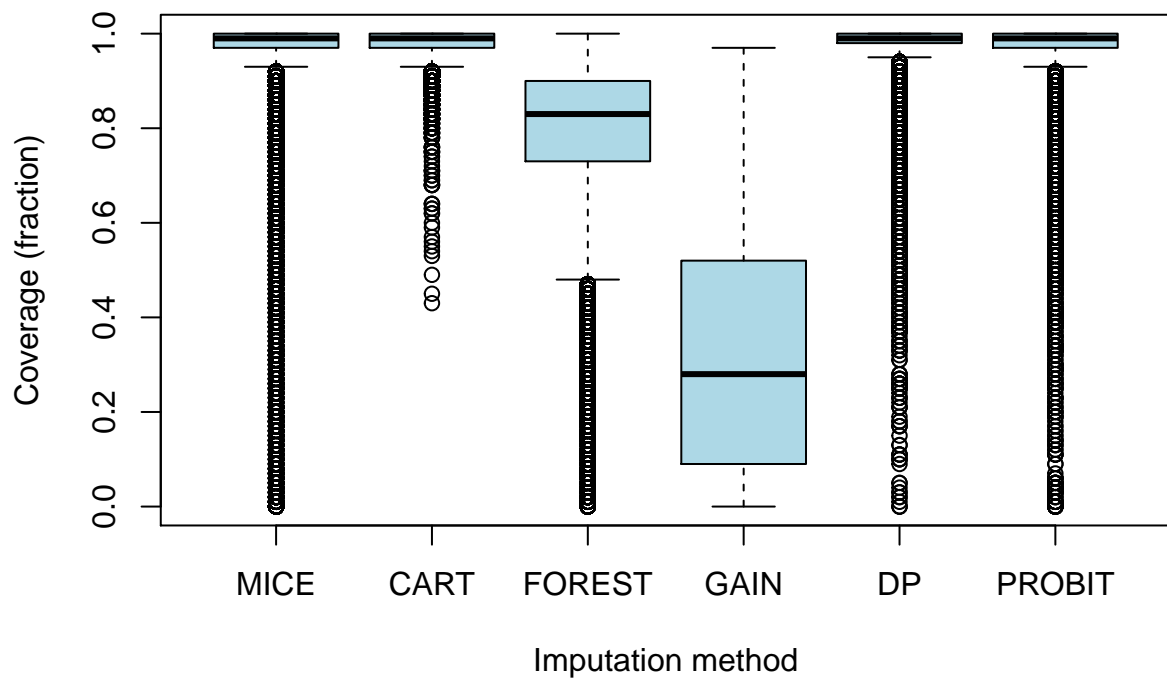 Coverage (fraction)
1.0
0.8
0.6
0.4
0.2
0.0
MICE CART FOREST GAIN DP PROBIT
Imputation method